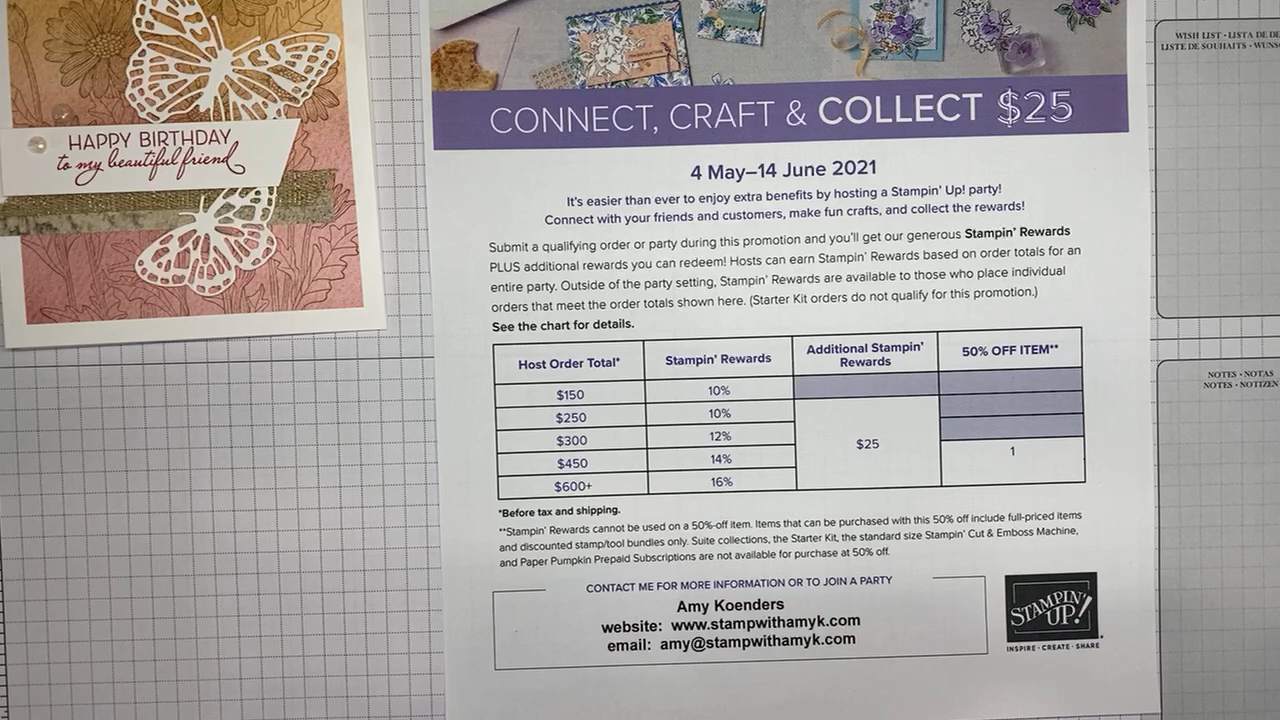 HAPPY BIRTHDAY
to my beautiful friend
CONNECT, CRAFT & COLLECT $25
4 May–14 June 2021
It's easier than ever to enjoy extra benefits by hosting a Stampin' Up! party!
Connect with your friends and customers, make fun crafts, and collect the rewards!
Submit a qualifying order or party during this promotion and you'll get our generous Stampin' Rewards
PLUS additional rewards you can redeem! Hosts can earn Stampin' Rewards based on order totals for an
entire party. Outside of the party setting, Stampin' Rewards are available to those who place individual
orders that meet the order totals shown here. (Starter Kit orders do not qualify for this promotion.)
See the chart for details.
Host Order Total* Stampin' Rewards Additional Stampin' Rewards 50% OFF ITEM**
$150 10%
$250 10%
$300 12%
$450 14%
$600+ 16%
$25
1
*Before tax and shipping.
**Stampin' Rewards cannot be used on a 50%-off item. Items that can be purchased with this 50% off include full-priced items
and discounted stamp/tool bundles only. Suite collections, the Starter Kit, the standard size Stampin' Cut & Emboss Machine,
and Paper Pumpkin Prepaid Subscriptions are not available for purchase at 50% off.
CONTACT ME FOR MORE INFORMATION OR TO JOIN A PARTY
Amy Koenders
website: www.stampwithamyk.com
email: amy@stampwithamyk.com
STAMPIN' UP!
INSPIRE · CREATE · SHARE
WISH LIST • LISTA DE
LISTE DE SOUHAITS •
NOTES • NOTAS
NOTES • NOTIZEN